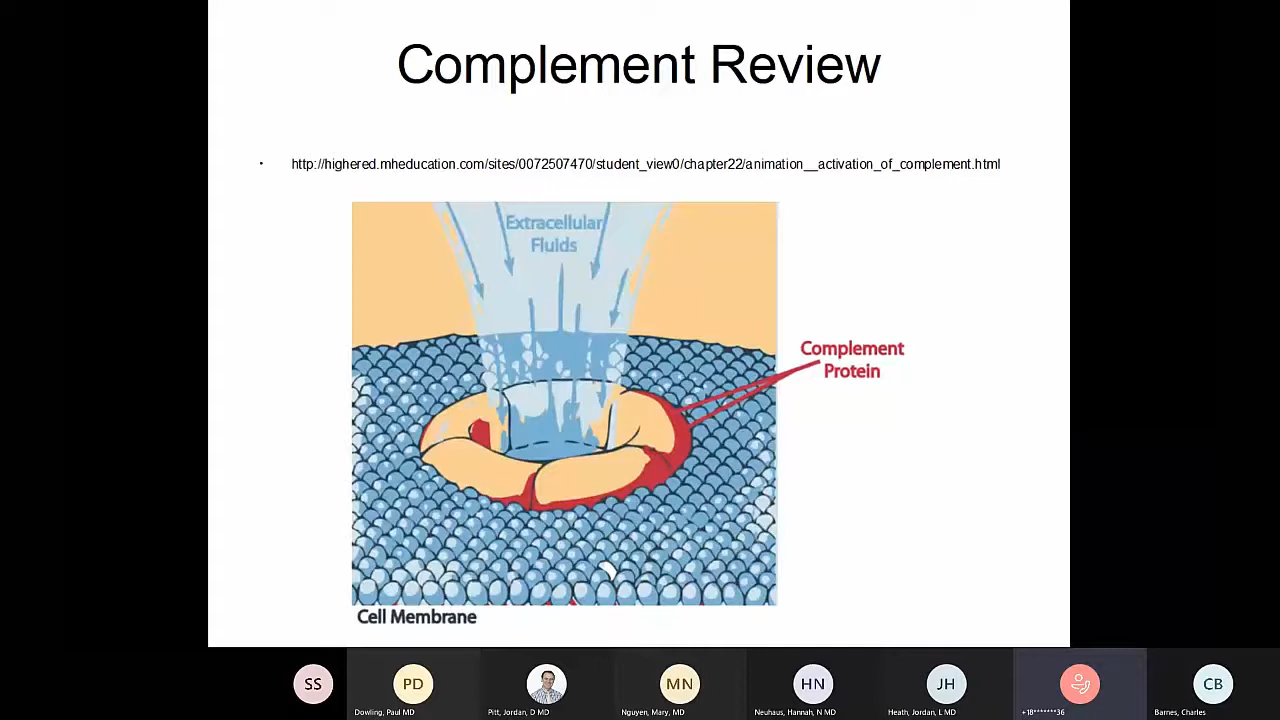 Complement Review
• http://highered.mheducation.com/sites/0072507470/student_view0/chapter22/animation__activation_of_complement.html
Extracellular
Fluids
Complement
Protein
Cell Membrane
SS
PD
MN
HN
JH
CB
Dowling, Paul MD
Pitt, Jordan, D MD
Nguyen, Mary, MD
Neuhaus, Hannah, N MD
Heath, Jordan, L MD
+18*******36
Barnes, Charles